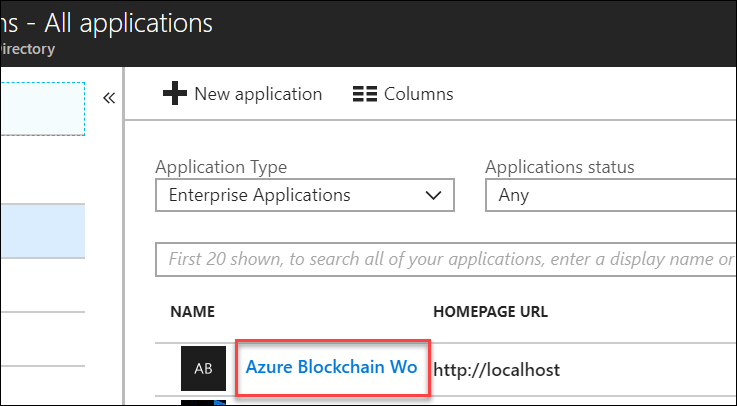 ns - All applications
Directory
«
New application
Columns
Application Type
Applications status
Enterprise Applications
Any
First 20 shown, to search all of your applications, enter a display name or
NAME
HOMEPAGE URL
AB
Azure Blockchain Wo
http://localhost